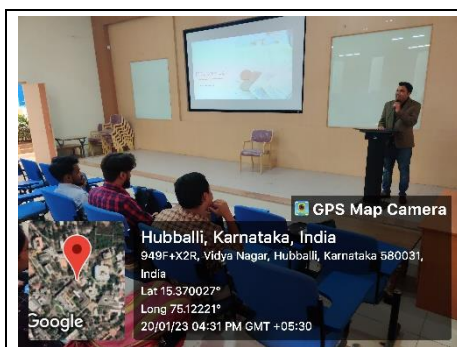 GPS Map Camera
Hubballi, Karnataka, India
949F+X2R, Vidya Nagar, Hubballi, Karnataka 580031,
India
Lat 15.370027°
Long 75.12221°
20/01/23 04:31 PM GMT +05:30
Google